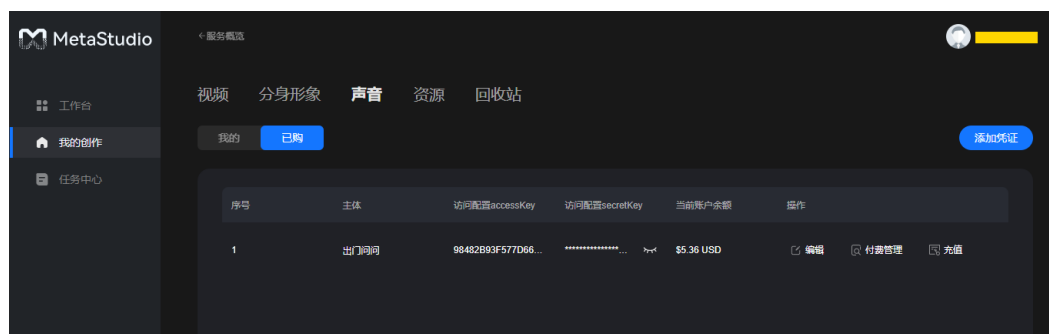 MetaStudio
服务概览
工作台
我的创作
任务中心
视频 分身形象 声音 资源 回收站
我的 已购
添加凭证
序号 主体 访问配置accessKey 访问配置secretKey 当前账户余额 操作
1 出门问问 98482B93F577D66... ***************... $5.36 USD 编辑 付费管理 充值